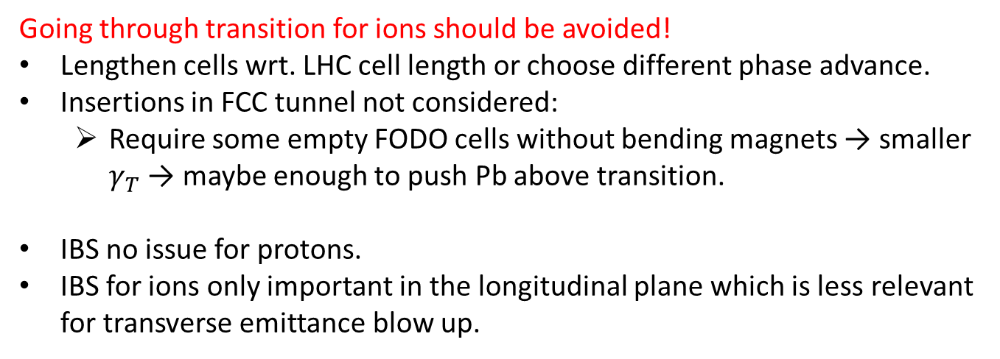 Going through transition for ions should be avoided!
• Lengthen cells wrt. LHC cell length or choose different phase advance.
• Insertions in FCC tunnel not considered:
➢ Require some empty FODO cells without bending magnets → smaller
γ_T → maybe enough to push Pb above transition.
• IBS no issue for protons.
• IBS for ions only important in the longitudinal plane which is less relevant
for transverse emittance blow up.